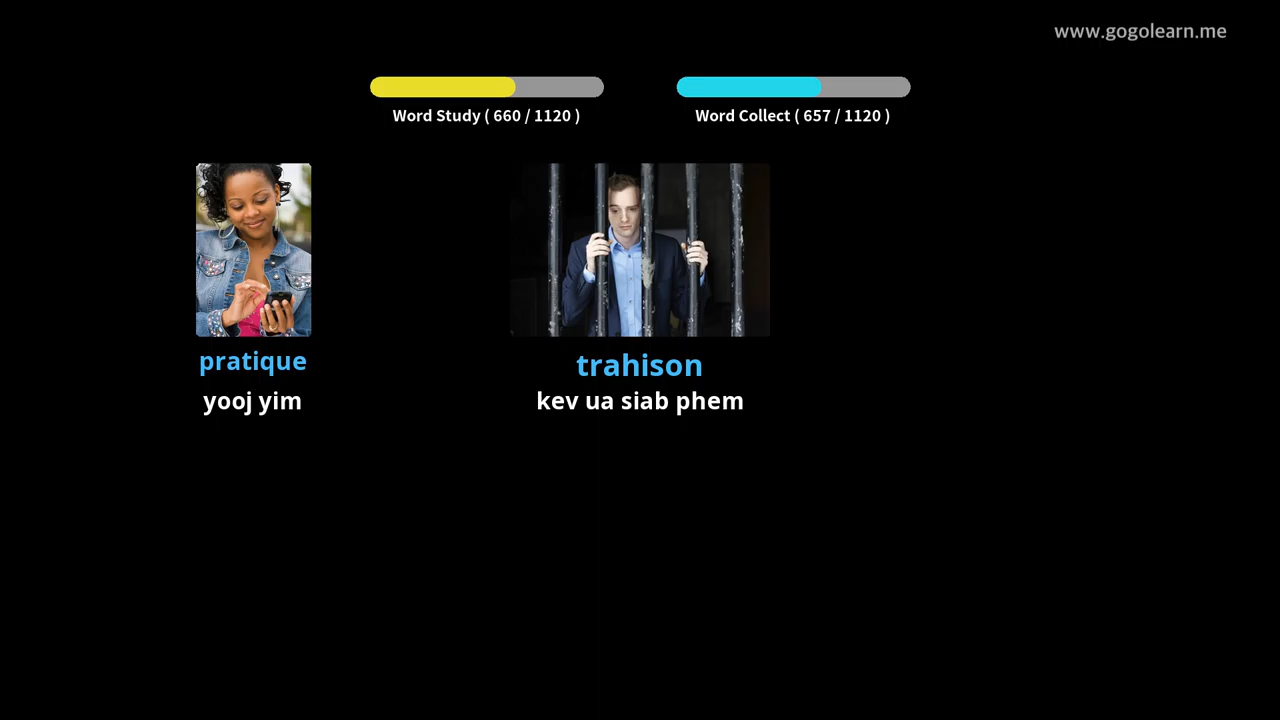 www.gogolearn.me
Word Study ( 660 / 1120 )
Word Collect ( 657 / 1120 )
pratique
yooj yim
trahison
kev ua siab phem